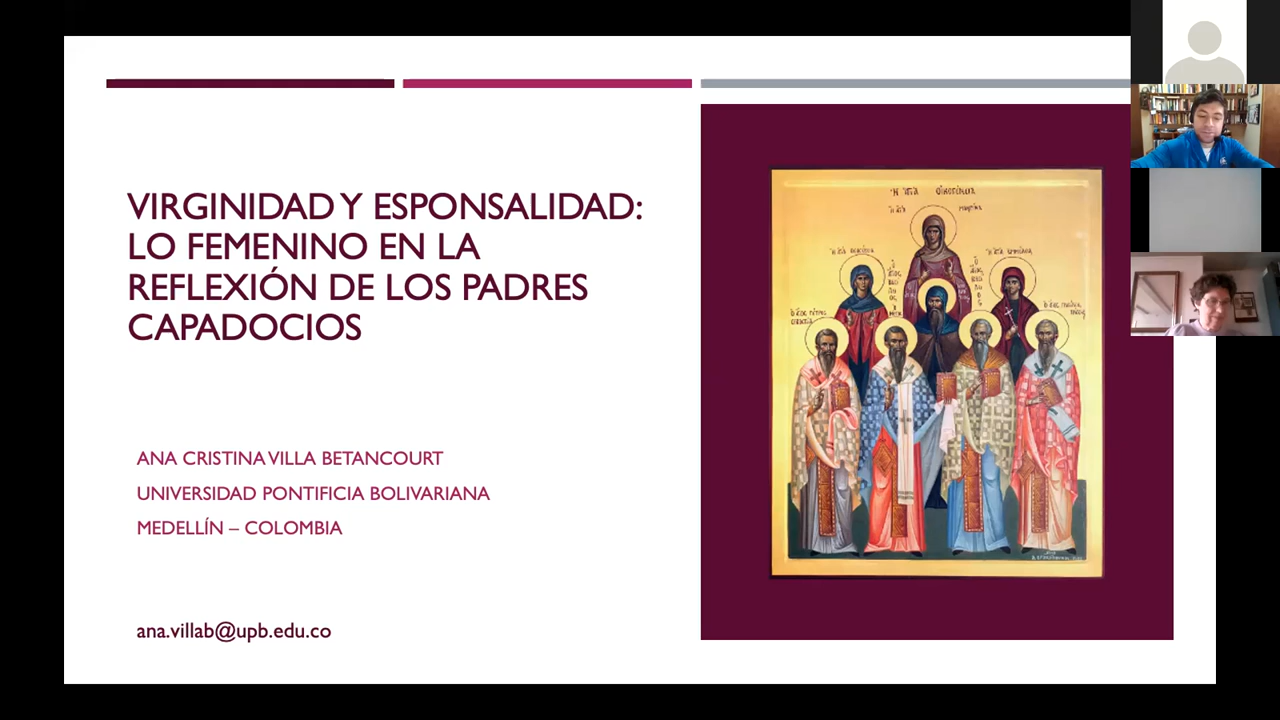 VIRGINIDAD Y ESPONSALIDAD:
LO FEMENINO EN LA
REFLEXIÓN DE LOS PADRES
CAPADOCIOS
ANA CRISTINA VILLA BETANCOURT
UNIVERSIDAD PONTIFICIA BOLIVARIANA
MEDELLÍN – COLOMBIA
ana.villab@upb.edu.co